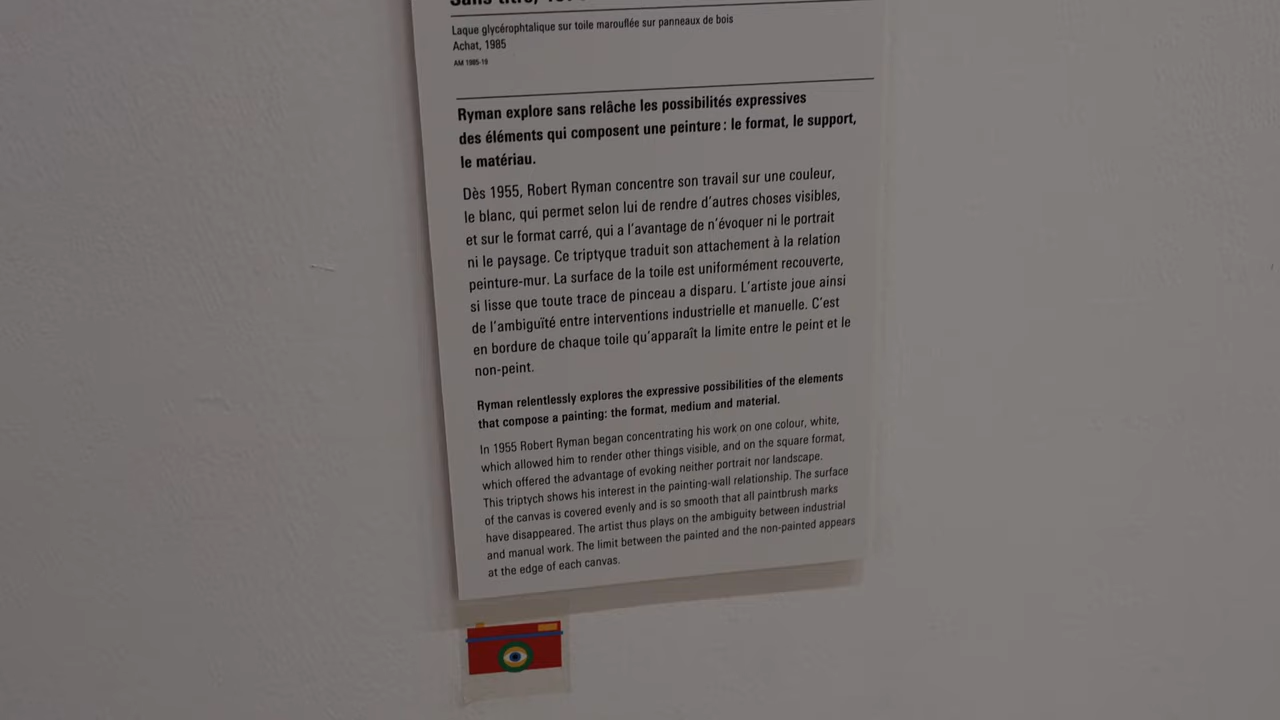 Sans titre,
Laque glycérophtalique sur toile marouflée sur panneaux de bois
Achat, 1985
AM 1985-19
Ryman explore sans relâche les possibilités expressives
des éléments qui composent une peinture : le format, le support,
le matériau.
Dès 1955, Robert Ryman concentre son travail sur une couleur,
le blanc, qui permet selon lui de rendre d'autres choses visibles,
et sur le format carré, qui a l'avantage de n'évoquer ni le portrait
ni le paysage. Ce triptyque traduit son attachement à la relation
peinture-mur. La surface de la toile est uniformément recouverte,
si lisse que toute trace de pinceau a disparu. L'artiste joue ainsi
de l'ambiguïté entre interventions industrielle et manuelle. C'est
en bordure de chaque toile qu'apparaît la limite entre le peint et le
non-peint.
Ryman relentlessly explores the expressive possibilities of the elements
that compose a painting: the format, medium and material.
In 1955 Robert Ryman began concentrating his work on one colour, white,
which allowed him to render other things visible, and on the square format,
which offered the advantage of evoking neither portrait nor landscape.
This triptych shows his interest in the painting-wall relationship. The surface
of the canvas is covered evenly and is so smooth that all paintbrush marks
have disappeared. The artist thus plays on the ambiguity between industrial
and manual work. The limit between the painted and the non-painted appears
at the edge of each canvas.